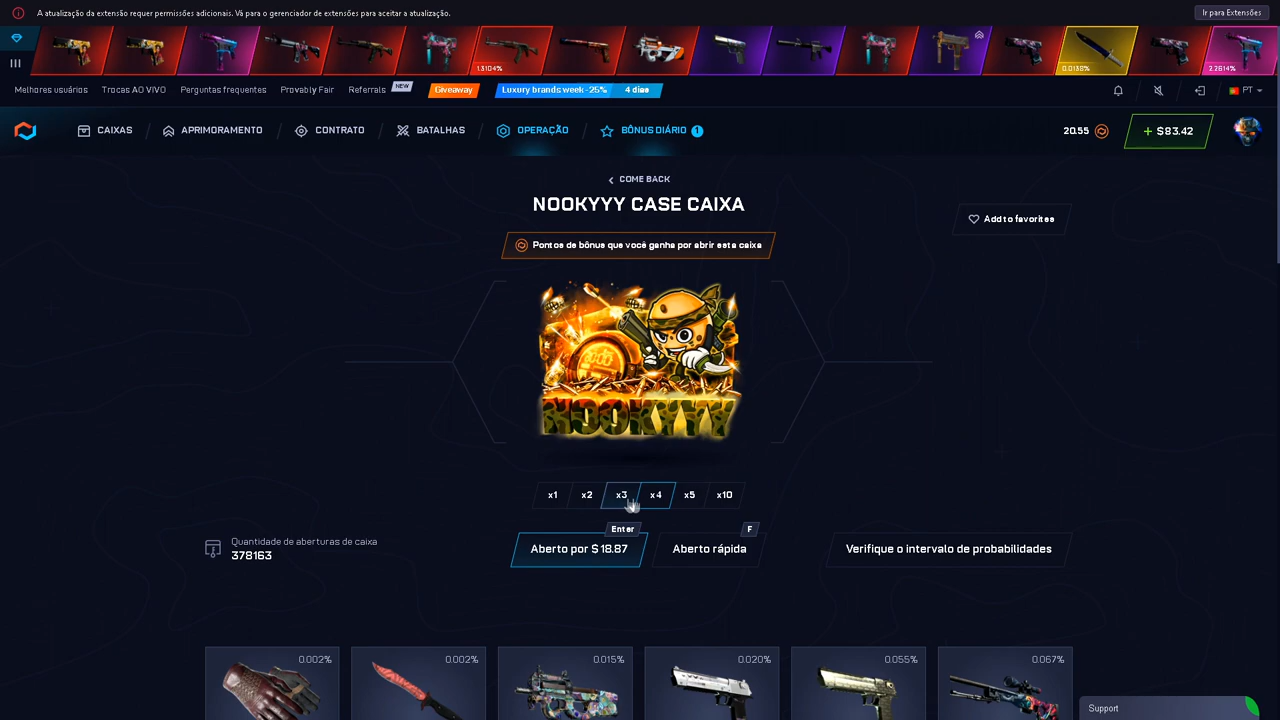 A atualização da extensão requer permissões adicionais. Vá para o gerenciador de extensões para aceitar a atualização.
Ir para Extensões
1.3104%
0.0138%
2.2614%
Melhores usuários
Trocas AO VIVO
Perguntas frequentes
Provably Fair
Referrals
NEW
Giveaway
Luxury brands week -25%
4 dias
PT
CAIXAS
APRIMORAMENTO
CONTRATO
BATALHAS
OPERAÇÃO
BÔNUS DIÁRIO
1
20.55
+ $83.42
COME BACK
NOOKYYY CASE CAIXA
Add to favorites
Pontos de bônus que você ganha por abrir esta caixa
NOOKYYY
x1
x2
x3
x4
x5
x10
Enter
F
Quantidade de aberturas de caixa
378163
Aberto por $ 18.87
Aberto rápida
Verifique o intervalo de probabilidades
0.002%
0.002%
0.015%
0.020%
0.055%
0.067%
Support